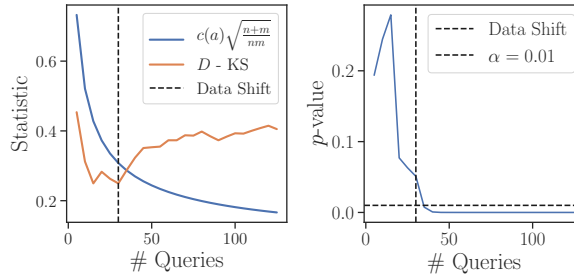 Statistic
0.6
0.4
0.2
0
50
100
# Queries
c(a)√((n+m)/(nm))
D - KS
Data Shift
p-value
0.2
0.1
0.0
0
50
100
# Queries
Data Shift
α = 0.01